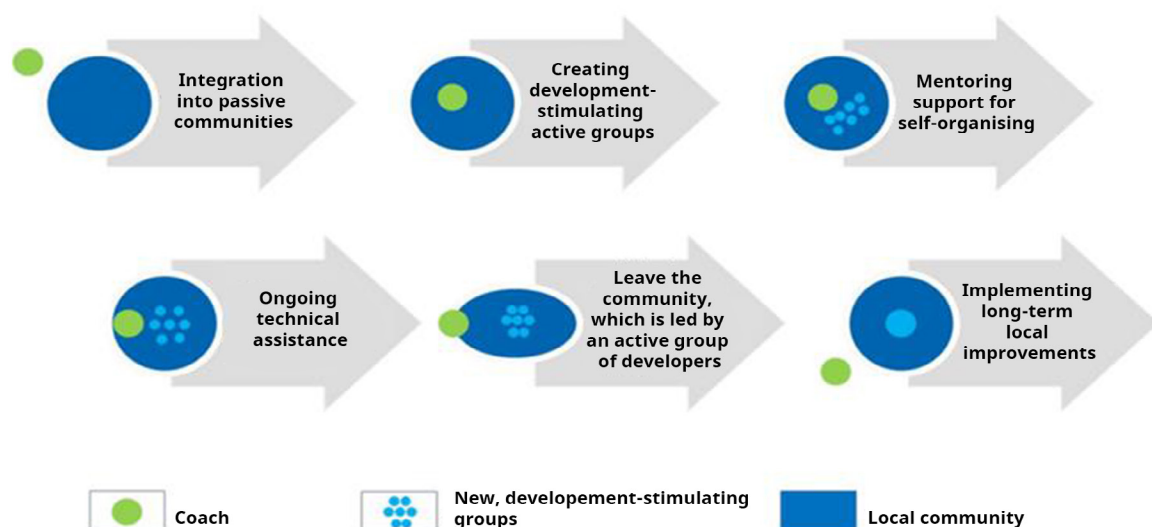 Integration
into passive
communities
Creating
development-
stimulating
active groups
Mentoring
support for
self-organising
Ongoing
technical
assistance
Leave the
community,
which is led by
an active group
of developers
Implementing
long-term
local
improvements
Coach
New, developement-stimulating
groups
Local community